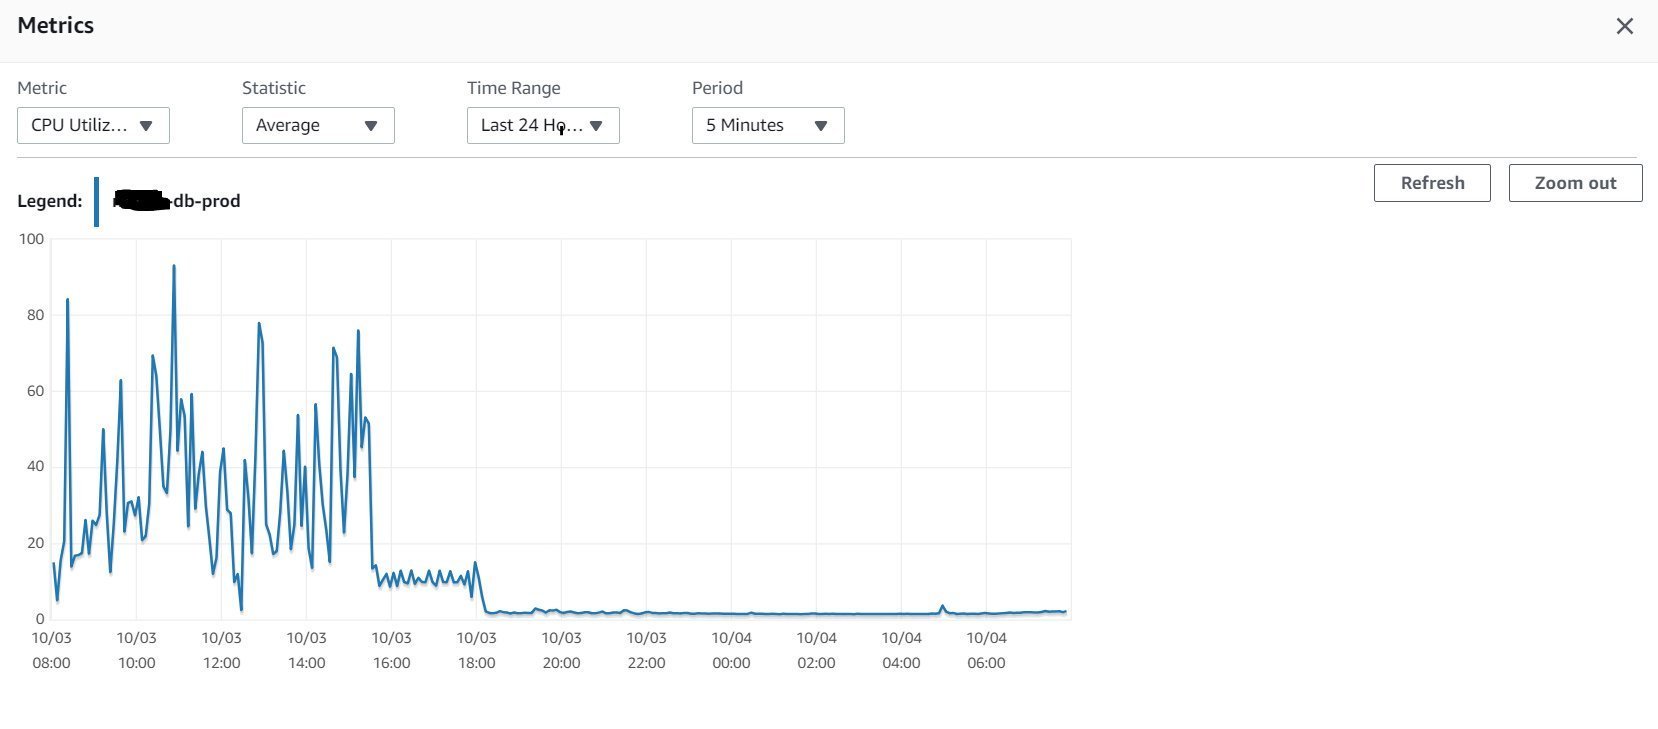 Metrics
Metric Statistic Time Range Period
CPU Utiliz... Average Last 24 Ho... 5 Minutes
Refresh Zoom out
Legend: -db-prod
100
80
60
40
20
0
10/03 10/03 10/03 10/03 10/03 10/03 10/03 10/03 10/04 10/04 10/04 10/04
08:00 10:00 12:00 14:00 16:00 18:00 20:00 22:00 00:00 02:00 04:00 06:00